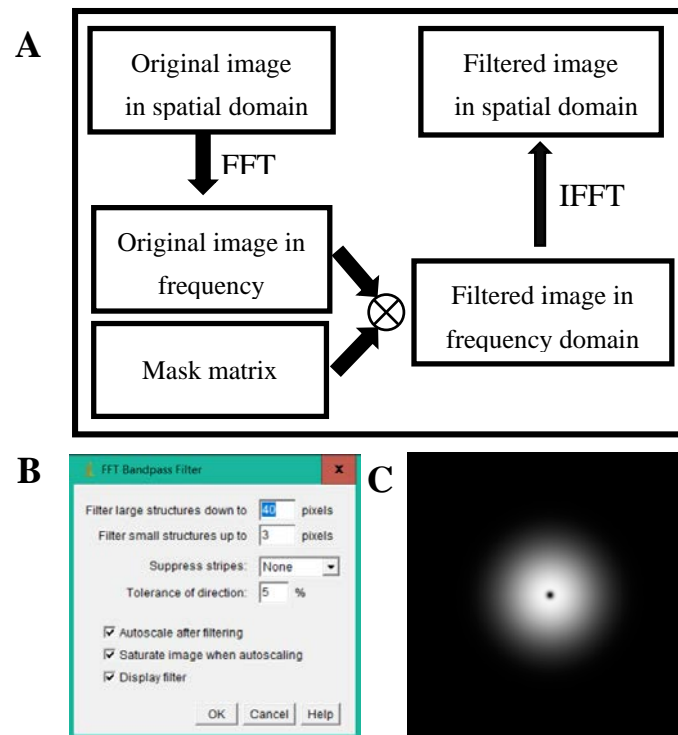 A
Original image
in spatial domain
Filtered image
in spatial domain
FFT
IFFT
Original image in
frequency
Filtered image in
frequency domain
Mask matrix
B
FFT Bandpass Filter
x
Filter large structures down to 40 pixels
Filter small structures up to 3 pixels
Suppress stripes: None
Tolerance of direction: 5 %
Autoscale after filtering
Saturate image when autoscaling
Display filter
OK Cancel Help
C